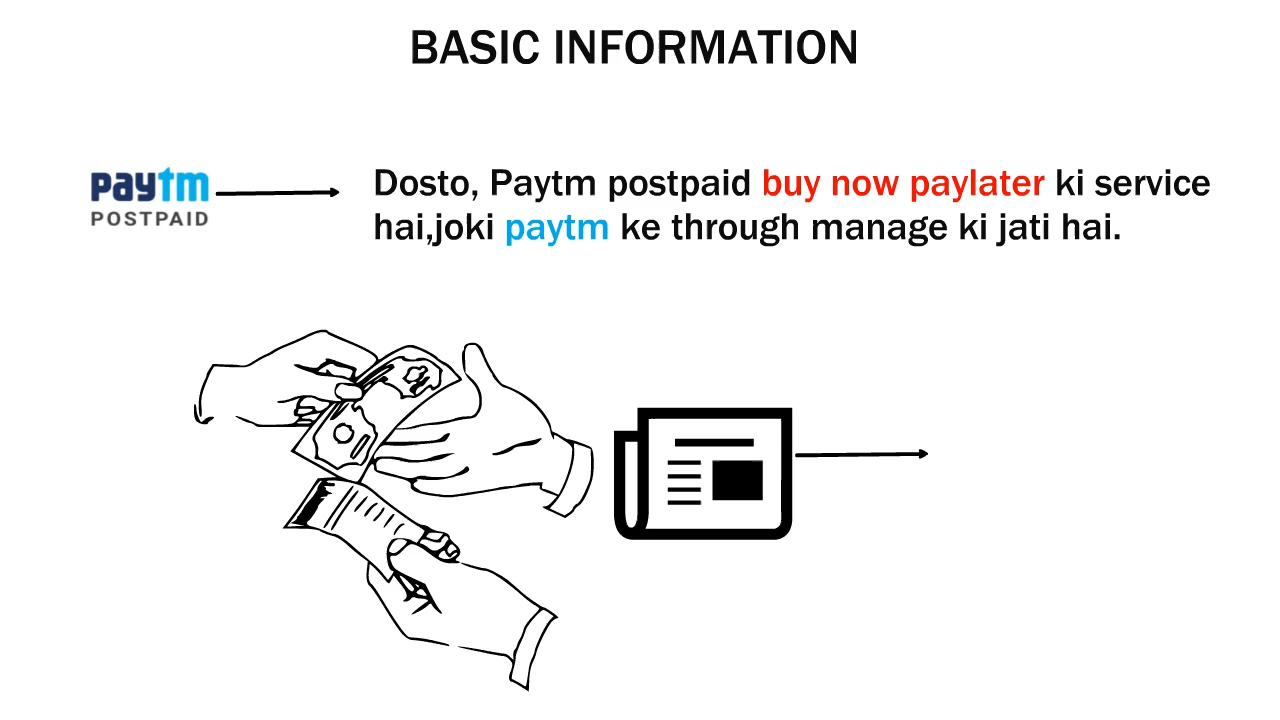 BASIC INFORMATION
paytm
POSTPAID
Dosto, Paytm postpaid buy now paylater ki service
hai,joki paytm ke through manage ki jati hai.